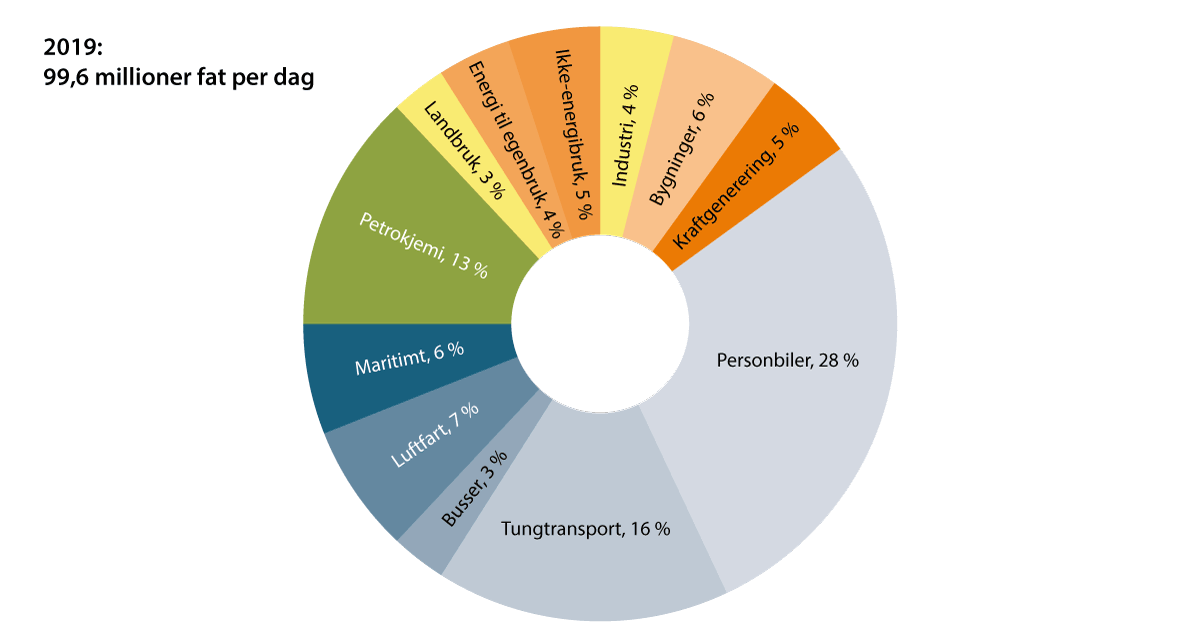 2019:
99,6 millioner fat per dag
Industri, 4 %
Bygninger, 6 %
Kraftgenerering, 5 %
Personbiler, 28 %
Tungtransport, 16 %
Busser, 3 %
Luftfart, 7 %
Maritimt, 6 %
Petrokjemi, 13 %
Landbruk, 3 %
Energi til egenbruk, 4 %
Ikke-energibruk, 5 %